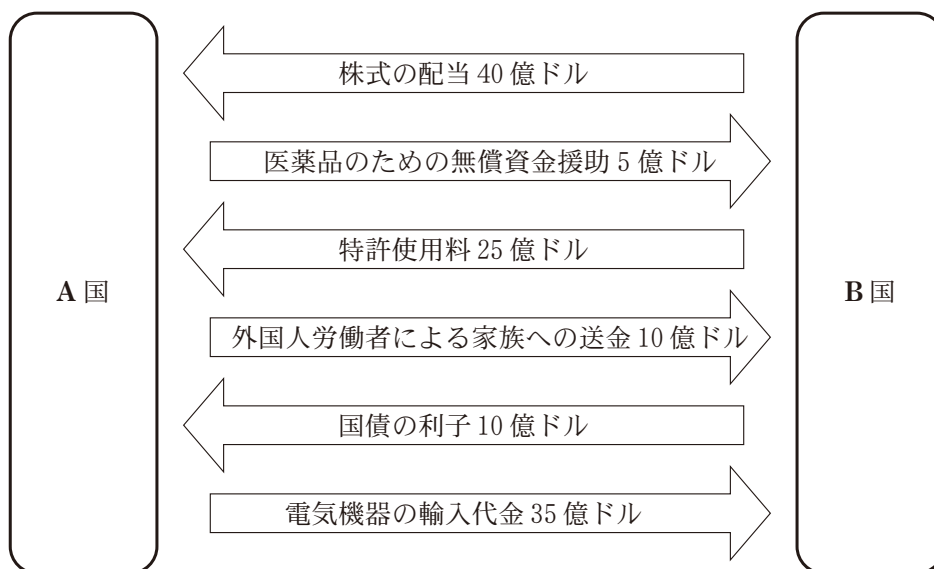 株式の配当 40 億ドル
医薬品のための無償資金援助 5 億ドル
特許使用料 25 億ドル
A 国
B 国
外国人労働者による家族への送金 10 億ドル
国債の利子 10 億ドル
電気機器の輸入代金 35 億ドル